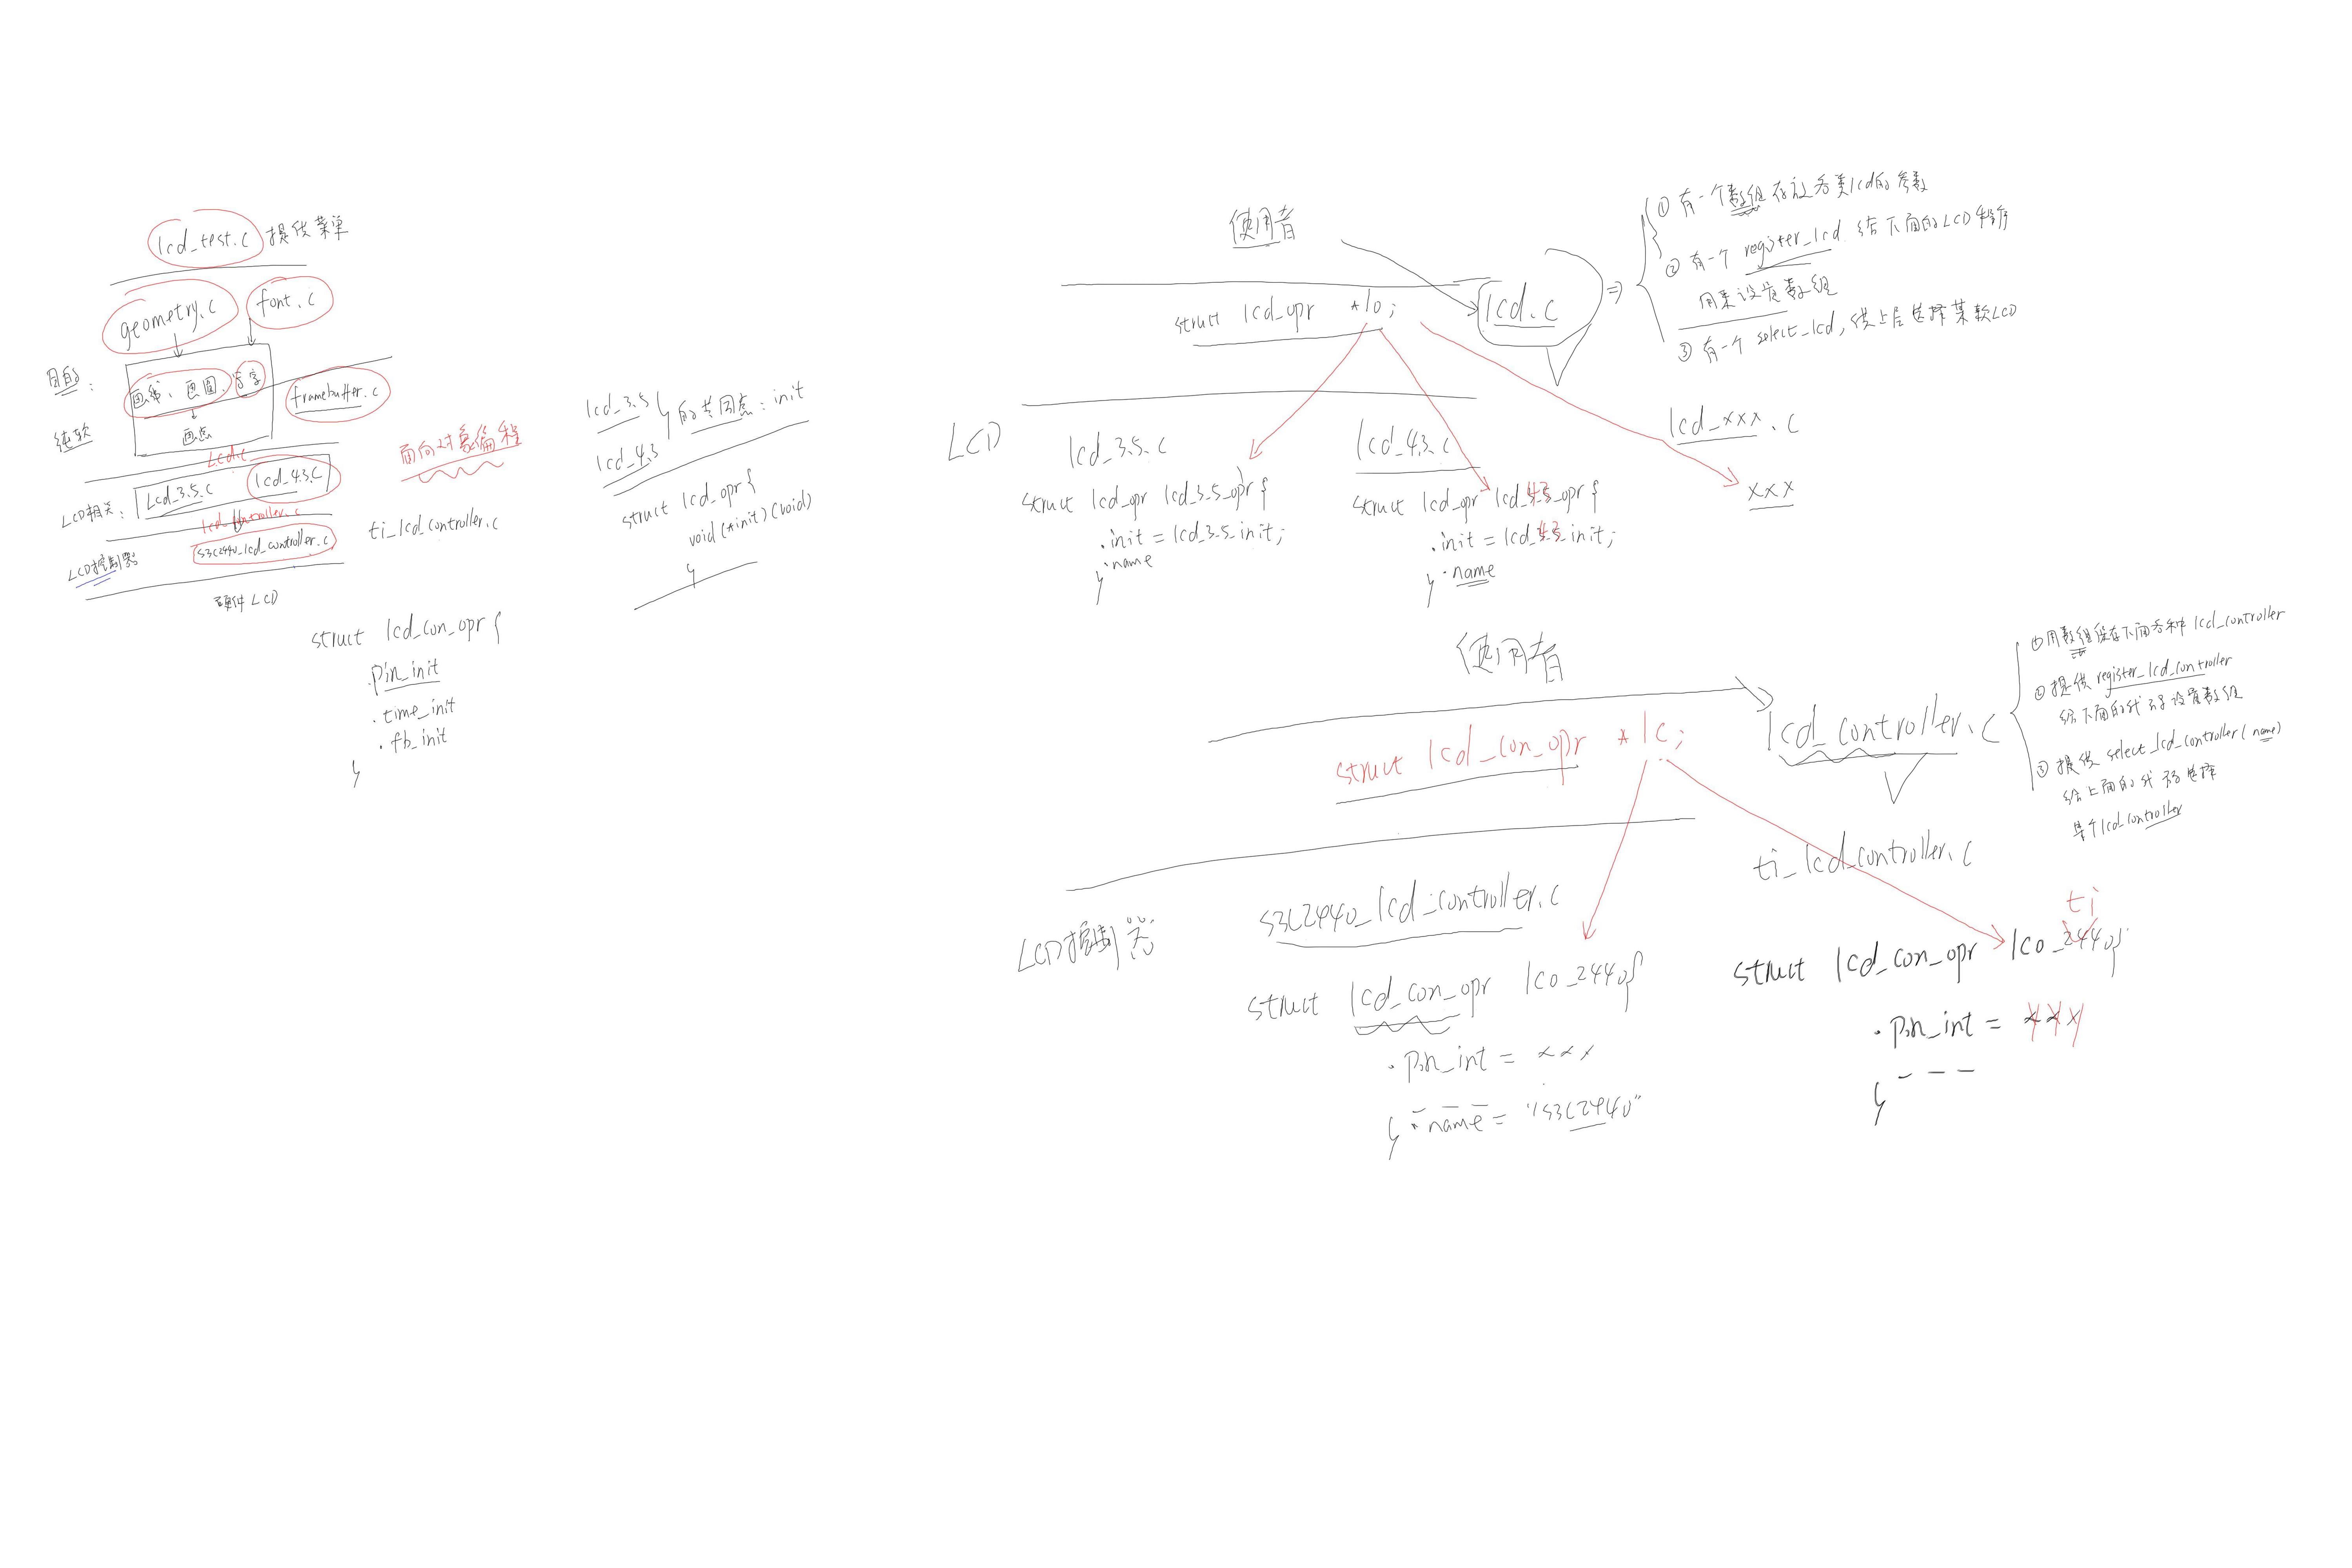 lcd_test.c 提供菜单
geometry.c
font.c
目的:
画线、画圆、写字
framebuffer.c
纯软
画点
lcd.c
LCD相关:
lcd_3.5.c
lcd_4.3.c
lcd_controller.c
LCD控制器
s3c2440_lcd_controller.c
ti_lcd_controller.c
硬件LCD
面向对象编程
struct lcd_con_opr {
.pin_init
.time_init
.fb_init
}
lcd_3.5
lcd_4.3
} 的共同点: init
struct lcd_opr {
void (*init)(void)
}
使用者
struct lcd_opr *lo;
lcd.c
⇒
① 有一个数组存放各类lcd的参数
② 有一个 register_lcd 给下面的LCD程序
用来设置数组
③ 有一个 select_lcd, 供上层选择某款LCD
LCD
lcd_3.5.c
struct lcd_opr lcd_3.5_opr {
.init = lcd_3.5_init;
.name
}
lcd_4.3.c
struct lcd_opr lcd_4.3_opr {
.init = lcd_4.3_init;
.name
}
lcd_xxx.c
xxx
使用者
struct lcd_con_opr *lc;
lcd_controller.c
① 用数组保存下面各种 lcd_controller
② 提供 register_lcd_controller
给下面的代码设置数组
③ 提供 select_lcd_controller(name)
给上面的代码选择
某个lcd_controller
LCD控制器
s3c2440_lcd_controller.c
struct lcd_con_opr lco_2440{
.pin_int = xxx
---
.name = "s3c2440"
}
ti_lcd_controller.c
ti
struct lcd_con_opr lco_2440{
.pin_int = xxx
---
}